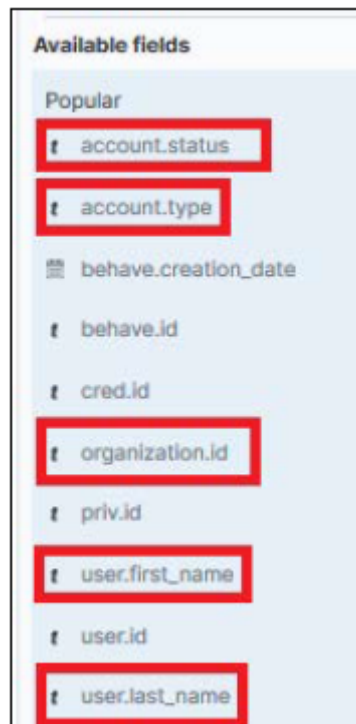 Available fields
Popular
t account.status
t account.type
behave.creation_date
t behave.id
t cred.id
t organization.id
t priv.id
t user.first_name
t user.id
t user.last_name